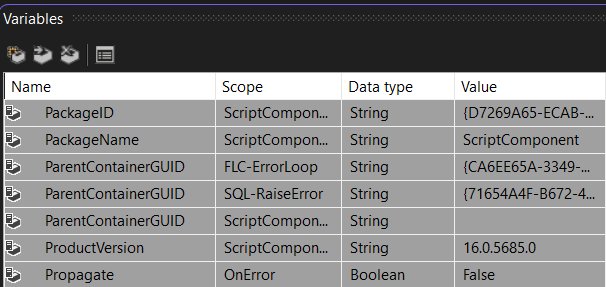 Variables
Name Scope Data type Value
PackageID ScriptCompon... String {D7269A65-ECAB-...
PackageName ScriptCompon... String ScriptComponent
ParentContainerGUID FLC-ErrorLoop String {CA6EE65A-3349-...
ParentContainerGUID SQL-RaiseError String {71654A4F-B672-4...
ParentContainerGUID ScriptCompon... String
ProductVersion ScriptCompon... String 16.0.5685.0
Propagate OnError Boolean False